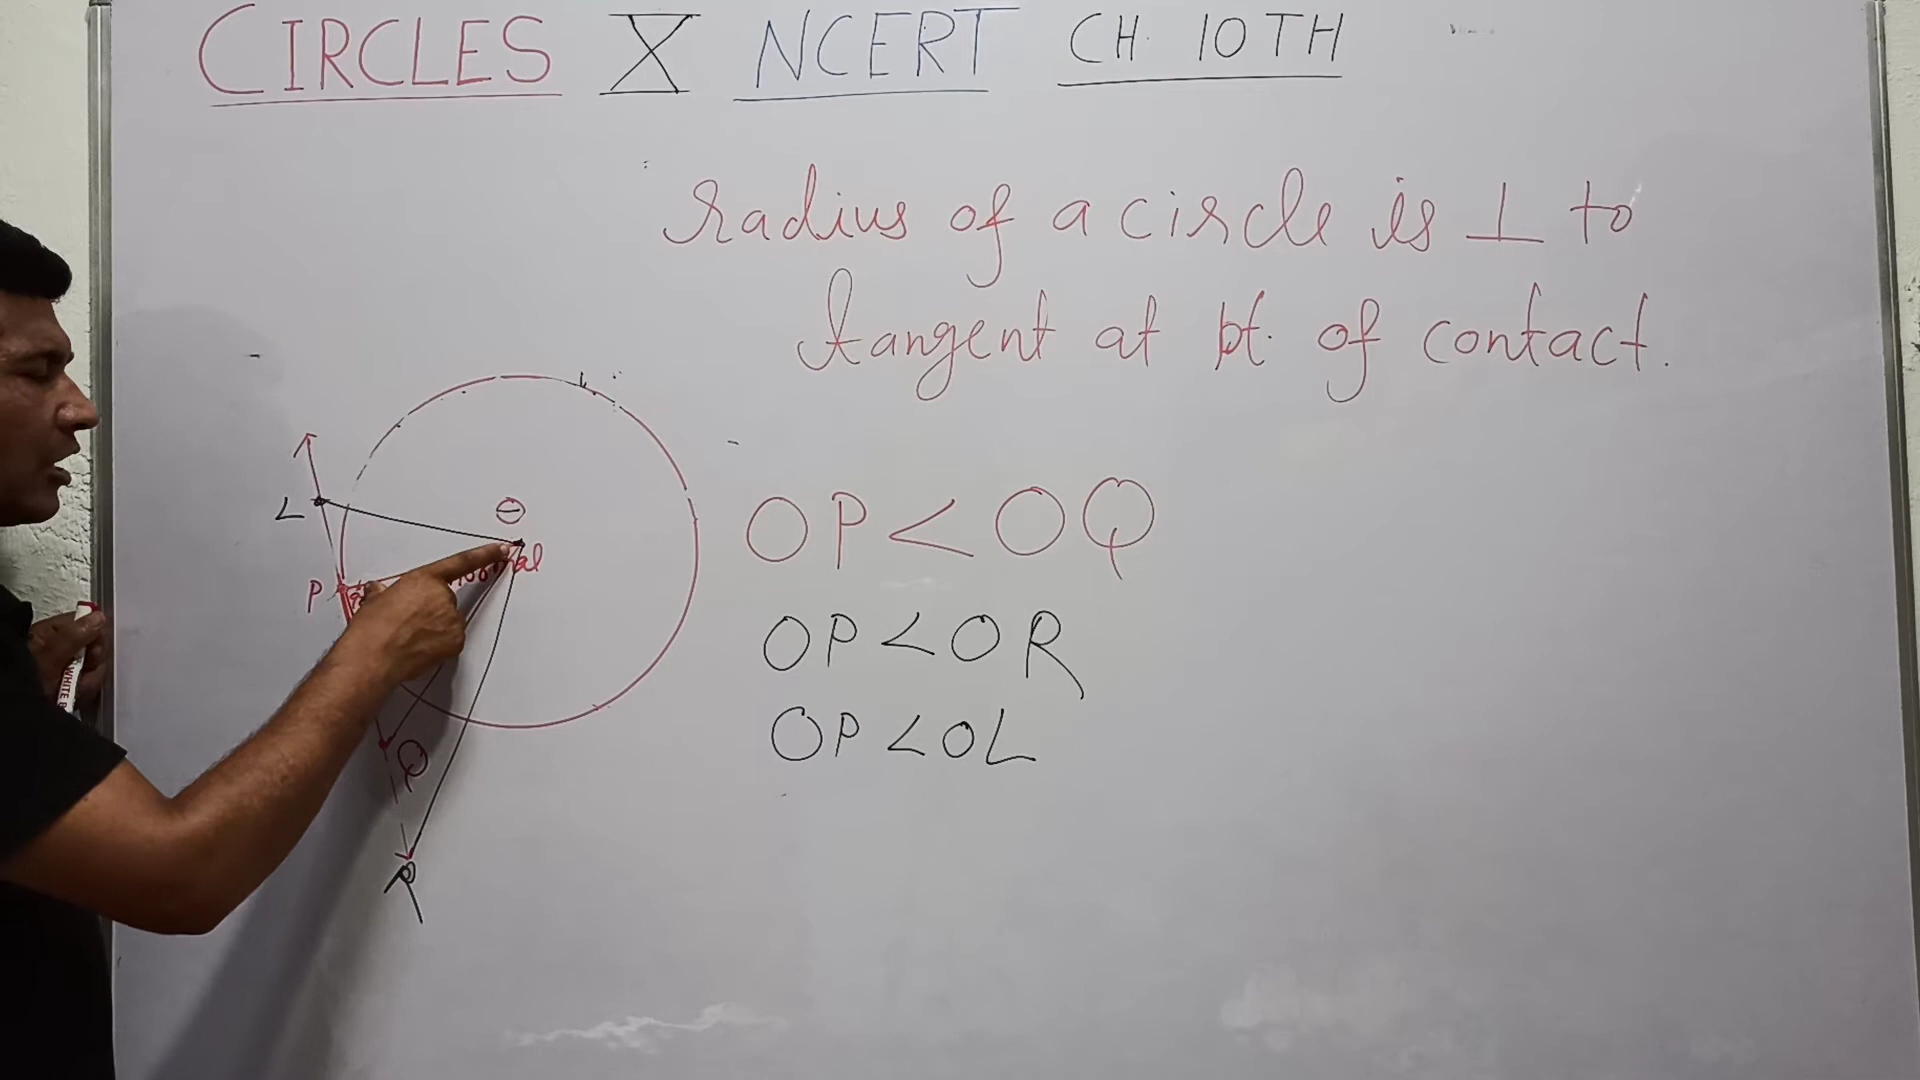 CIRCLES X NCERT CH. 10TH
radius of a circle is ⊥ to
tangent at pt. of contact.
OP < OQ
OP < OR
OP < OL
L
P
Q
R